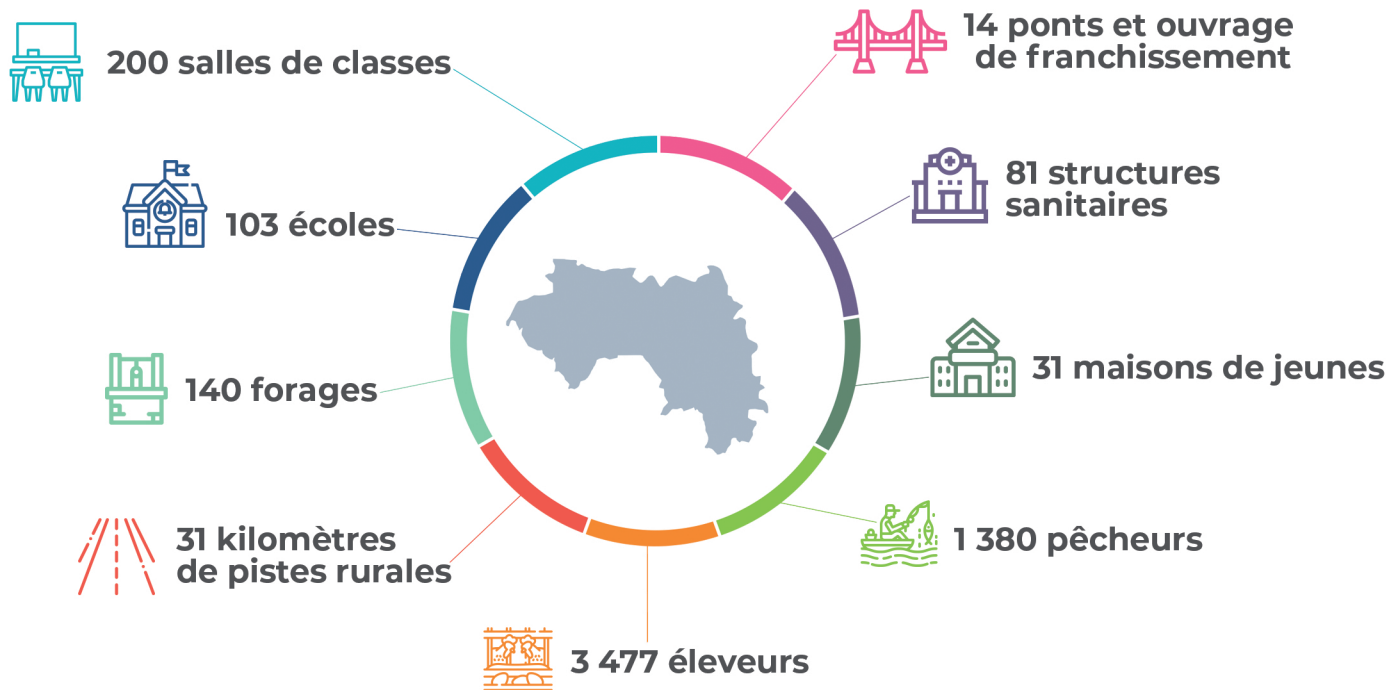 200 salles de classes
14 ponts et ouvrage
de franchissement
103 écoles
81 structures
sanitaires
140 forages
31 maisons de jeunes
31 kilomètres
de pistes rurales
1 380 pêcheurs
3 477 éleveurs